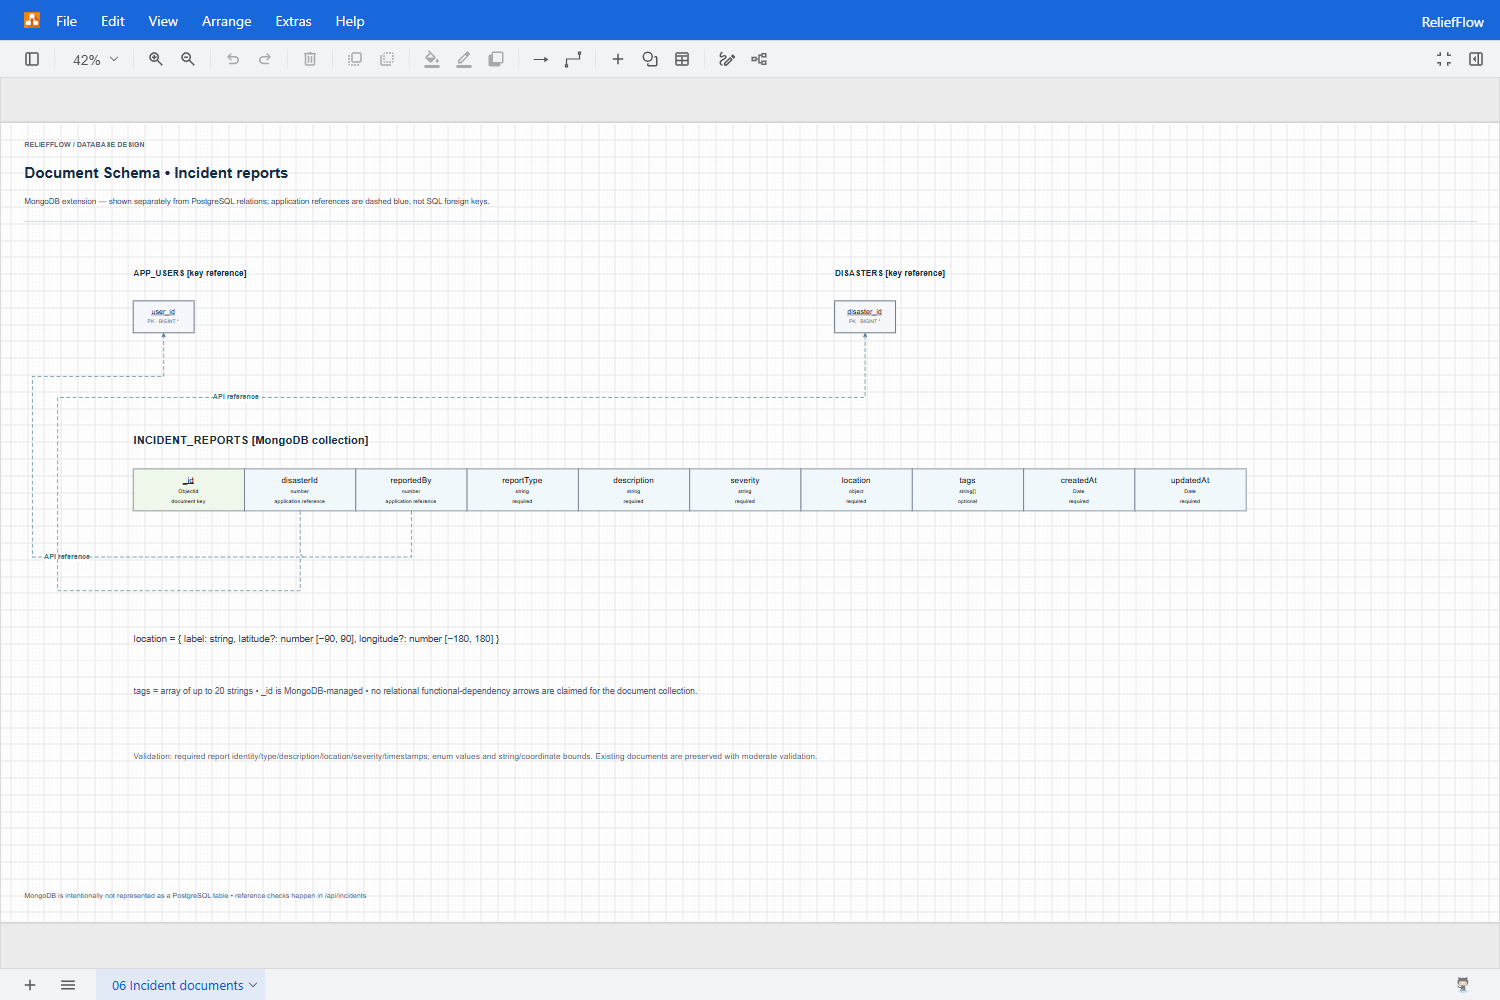 File Edit View Arrange Extras Help ReliefFlow
42%
RELIEFFLOW / DATABASE DESIGN
Document Schema • Incident reports
MongoDB extension — shown separately from PostgreSQL relations; application references are dashed blue, not SQL foreign keys.
APP_USERS [key reference] DISASTERS [key reference]
user_id disaster_id
PK · BIGINT * PK · BIGINT *
API reference
INCIDENT_REPORTS [MongoDB collection]
_id disasterId reportedBy reportType description severity location tags createdAt updatedAt
ObjectId number number string string string object string[] Date Date
document key application reference application reference required required required required optional required required
API reference
location = { label: string, latitude?: number [−90, 90], longitude?: number [−180, 180] }
tags = array of up to 20 strings • _id is MongoDB-managed • no relational functional-dependency arrows are claimed for the document collection.
Validation: required report identity/type/description/location/severity/timestamps; enum values and string/coordinate bounds. Existing documents are preserved with moderate validation.
MongoDB is intentionally not represented as a PostgreSQL table • reference checks happen in /api/incidents
06 Incident documents